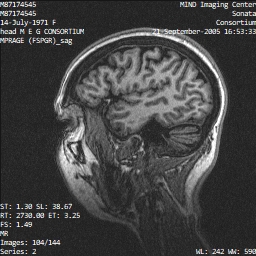 M87174545
M87174545
14-July-1971 F
head M E G CONSORTIUM
MPRAGE (FSPGR)_sag
MIND Imaging Center
Sonata
Consortium
21-September-2005 16:53:33
ST: 1.30 SL: 38.67
RT: 2730.00 ET: 3.25
FS: 1.49
MR
Images: 104/144
Series: 2
WL: 242 WW: 590